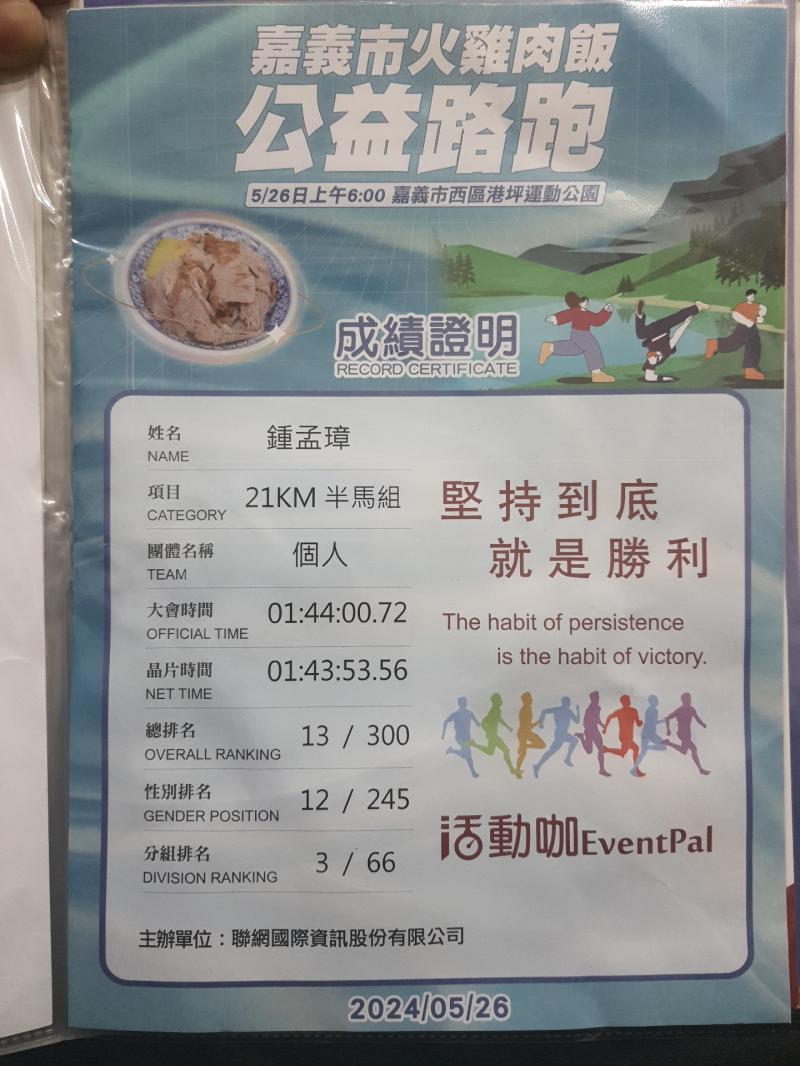 嘉義市火雞肉飯
公益路跑
5/26日上午6:00 嘉義市西區港坪運動公園
成績證明
RECORD CERTIFICATE
姓名 鍾孟璋
NAME
項目 21KM 半馬組
CATEGORY
團體名稱 個人
TEAM
大會時間 01:44:00.72
OFFICIAL TIME
晶片時間 01:43:53.56
NET TIME
總排名 13 / 300
OVERALL RANKING
性別排名 12 / 245
GENDER POSITION
分組排名 3 / 66
DIVISION RANKING
堅持到底
就是勝利
The habit of persistence
is the habit of victory.
活動咖EventPal
主辦單位：聯網國際資訊股份有限公司
2024/05/26